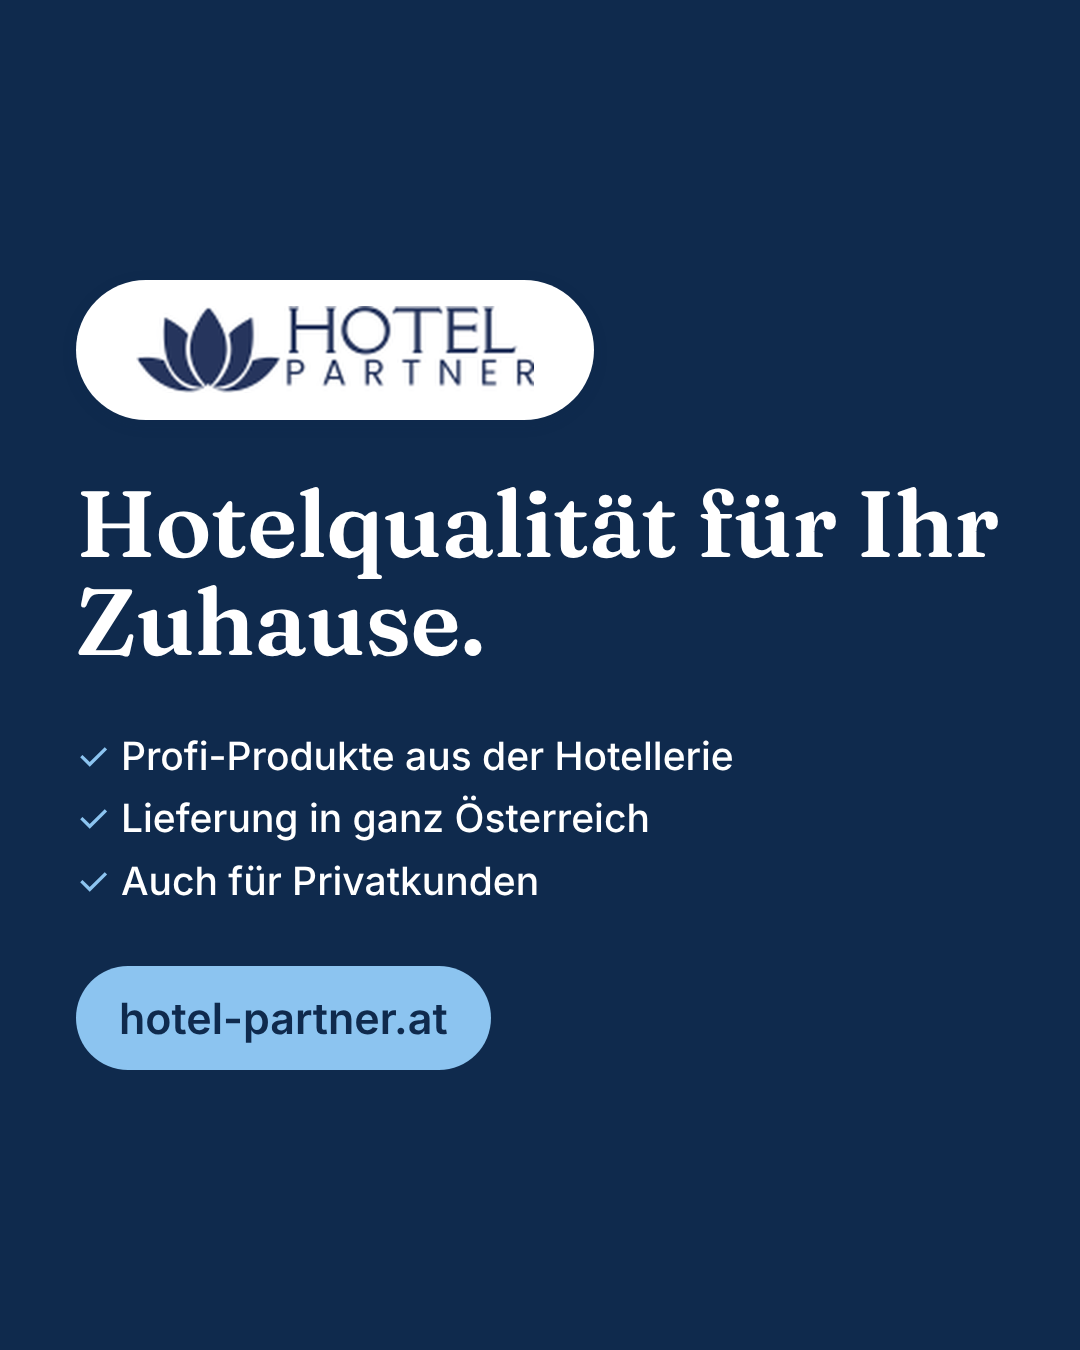 HOTEL
PARTNER
Hotelqualität für Ihr
Zuhause.
✓ Profi-Produkte aus der Hotellerie
✓ Lieferung in ganz Österreich
✓ Auch für Privatkunden
hotel-partner.at